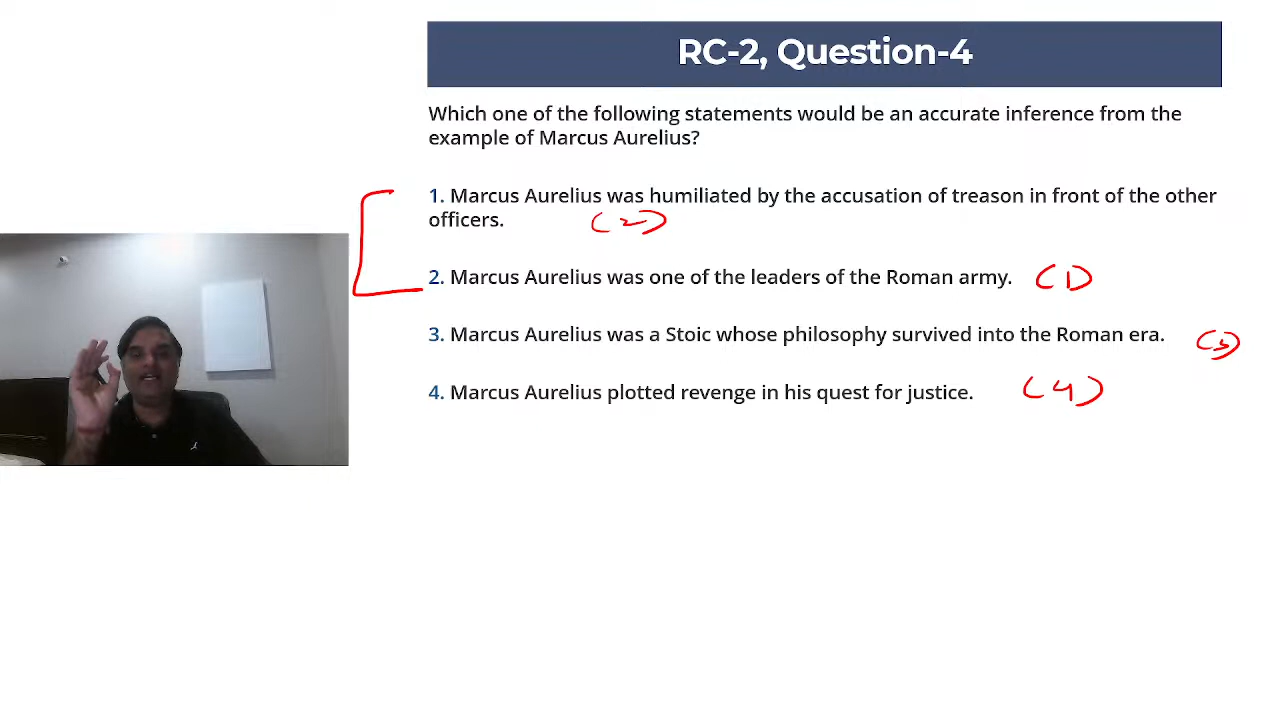 RC-2, Question-4
Which one of the following statements would be an accurate inference from the
example of Marcus Aurelius?
1. Marcus Aurelius was humiliated by the accusation of treason in front of the other
officers.
(2)
2. Marcus Aurelius was one of the leaders of the Roman army. (1)
3. Marcus Aurelius was a Stoic whose philosophy survived into the Roman era. (3)
4. Marcus Aurelius plotted revenge in his quest for justice. (4)